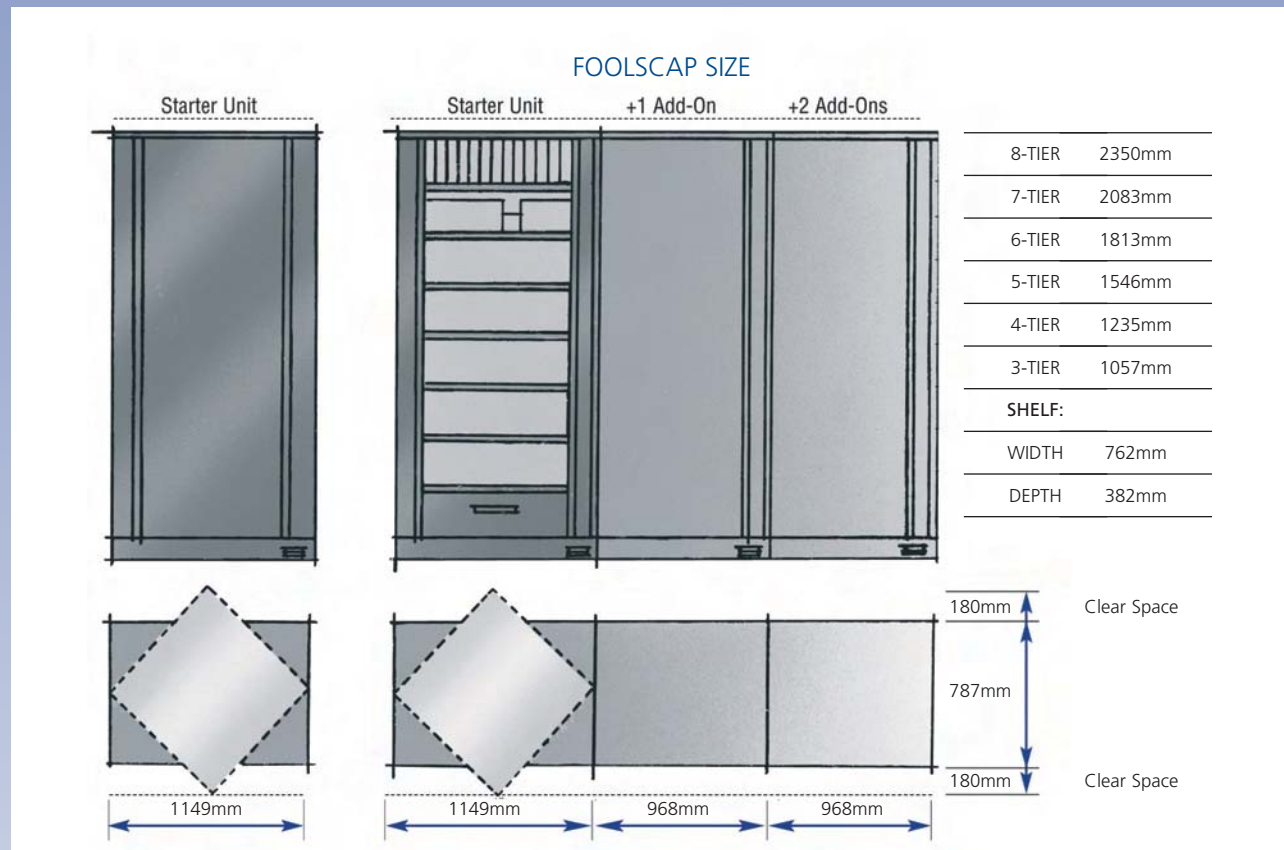 FOOLSCAP SIZE
Starter Unit
Starter Unit
+1 Add-On
+2 Add-Ons
8-TIER 2350mm
7-TIER 2083mm
6-TIER 1813mm
5-TIER 1546mm
4-TIER 1235mm
3-TIER 1057mm
SHELF:
WIDTH 762mm
DEPTH 382mm
180mm Clear Space
787mm
180mm Clear Space
1149mm
1149mm
968mm
968mm